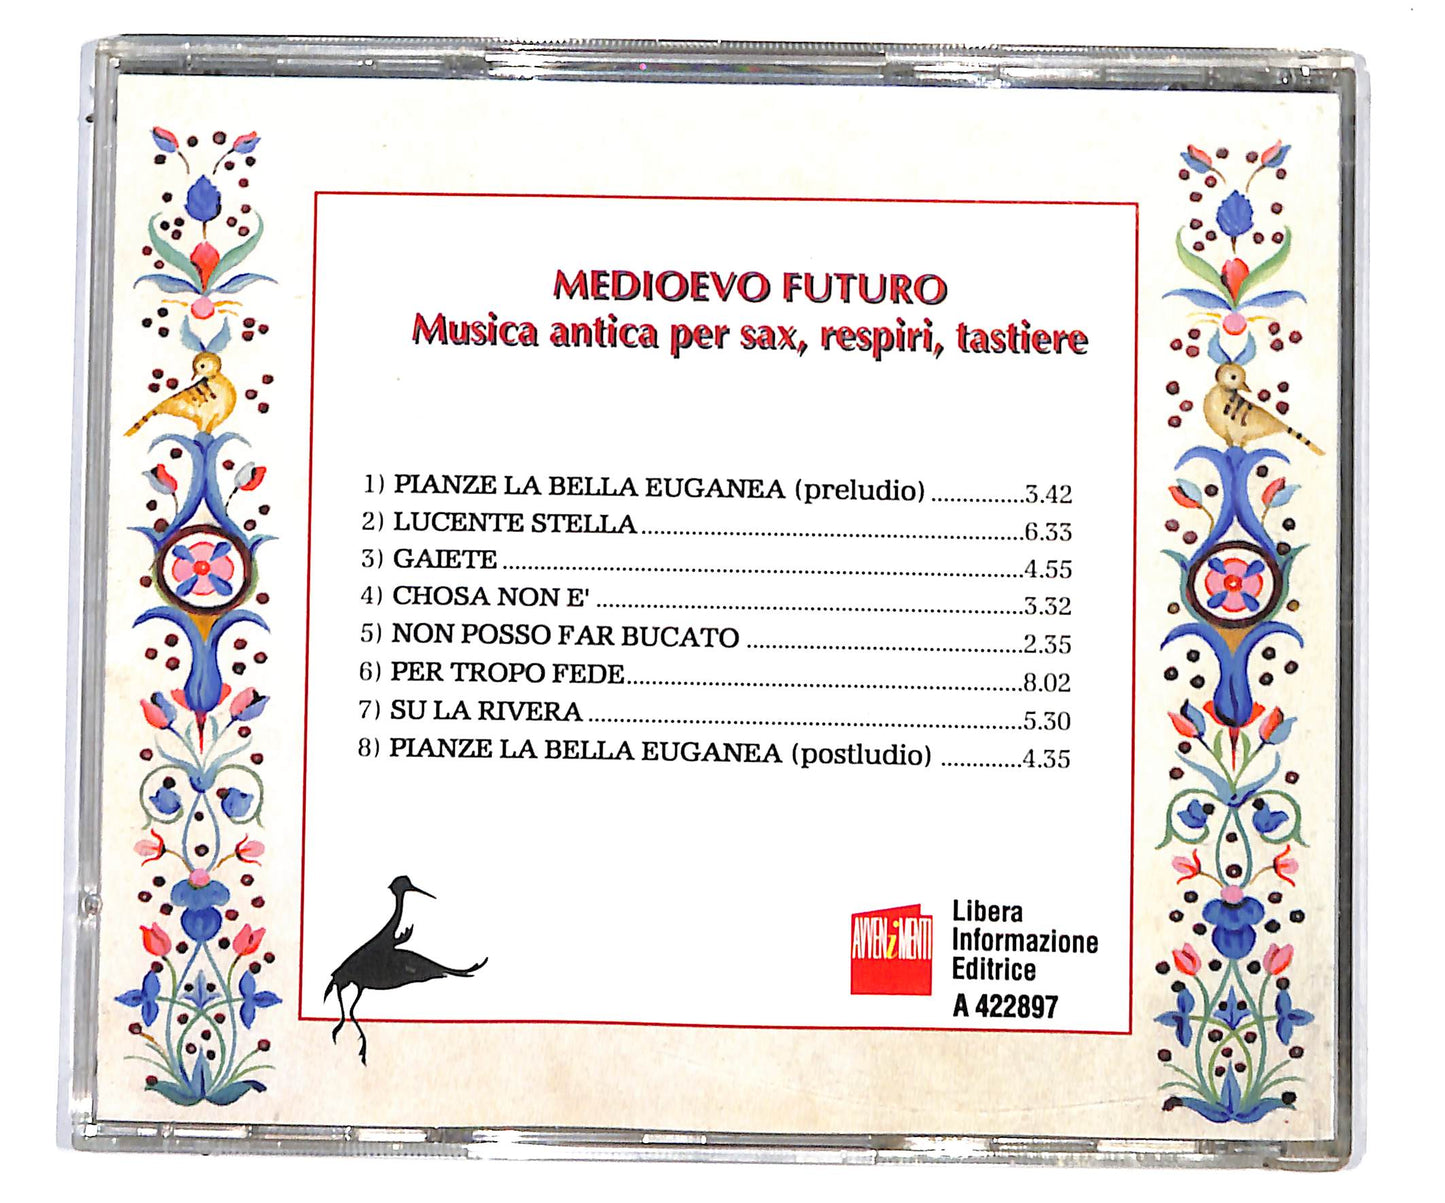 MEDIOEVO FUTURO
Musica antica per sax, respiri, tastiere
1) PIANZE LA BELLA EUGANEA (preludio) ..............3.42
2) LUCENTE STELLA..........................................................6.33
3) GAIETE ...............................................................................4.55
4) CHOSA NON E' .................................................................3.32
5) NON POSSO FAR BUCATO ..........................................2.35
6) PER TROPO FEDE............................................................8.02
7) SU LA RIVERA ..................................................................5.30
8) PIANZE LA BELLA EUGANEA (postludio) ............4.35
AVVENiMENTI
Libera
Informazione
Editrice
A 422897